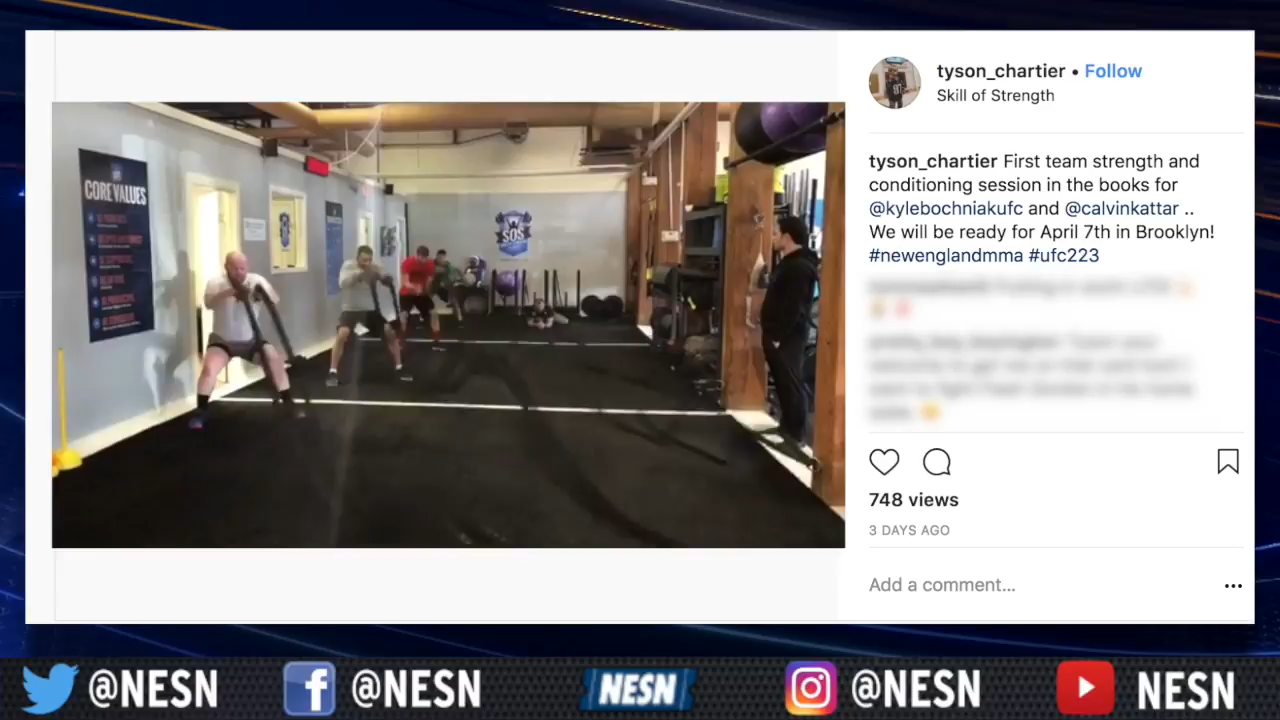 tyson_chartier • Follow
Skill of Strength
tyson_chartier First team strength and
conditioning session in the books for
@kylebochniakufc and @calvinkattar ..
We will be ready for April 7th in Brooklyn!
#newenglandmma #ufc223
748 views
3 DAYS AGO
Add a comment...
CORE VALUES
SOS
@NESN
@NESN
NESN
@NESN
NESN